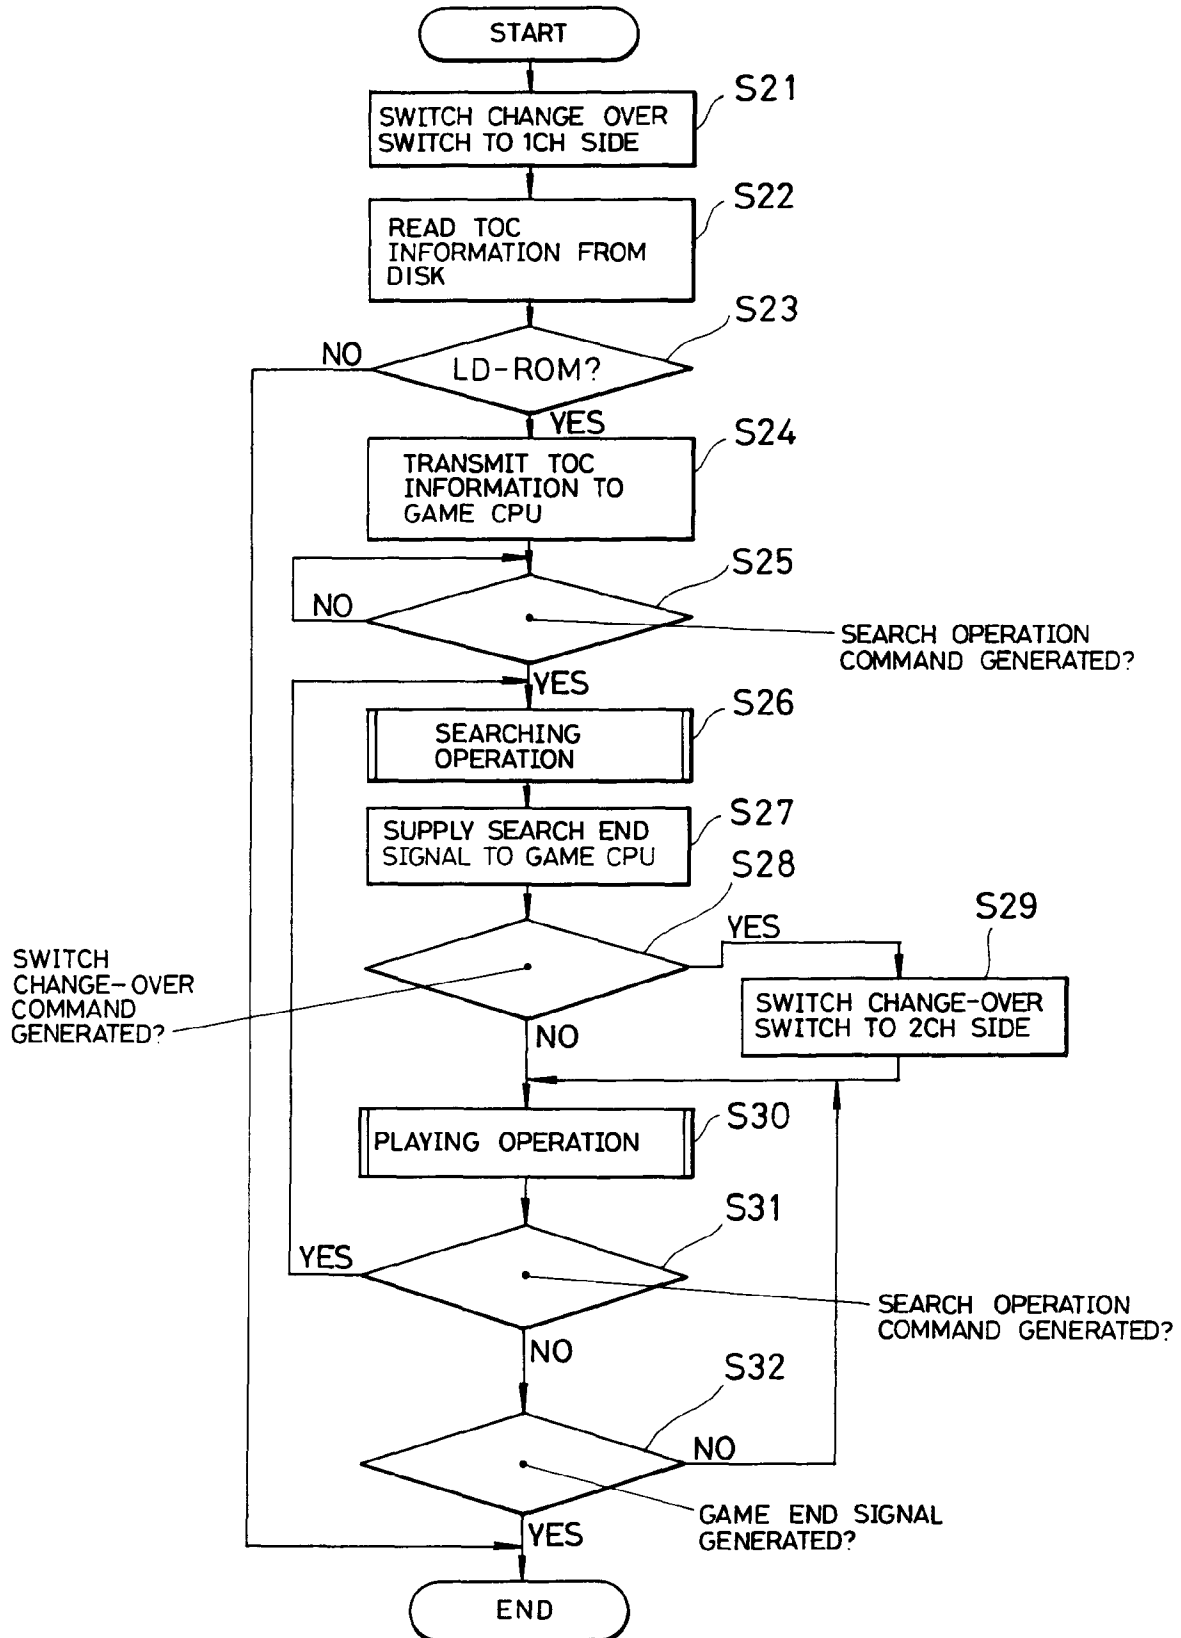 START
S21
SWITCH CHANGE OVER
SWITCH TO 1CH SIDE
S22
READ TOC
INFORMATION FROM
DISK
S23
NO
LD-ROM?
YES
S24
TRANSMIT TOC
INFORMATION TO
GAME CPU
S25
NO
SEARCH OPERATION
COMMAND GENERATED?
YES
S26
SEARCHING
OPERATION
S27
SUPPLY SEARCH END
SIGNAL TO GAME CPU
S28
YES
S29
SWITCH
CHANGE-OVER
COMMAND
GENERATED?
SWITCH CHANGE-OVER
SWITCH TO 2CH SIDE
NO
S30
PLAYING OPERATION
S31
YES
SEARCH OPERATION
COMMAND GENERATED?
NO
S32
NO
GAME END SIGNAL
GENERATED?
YES
END